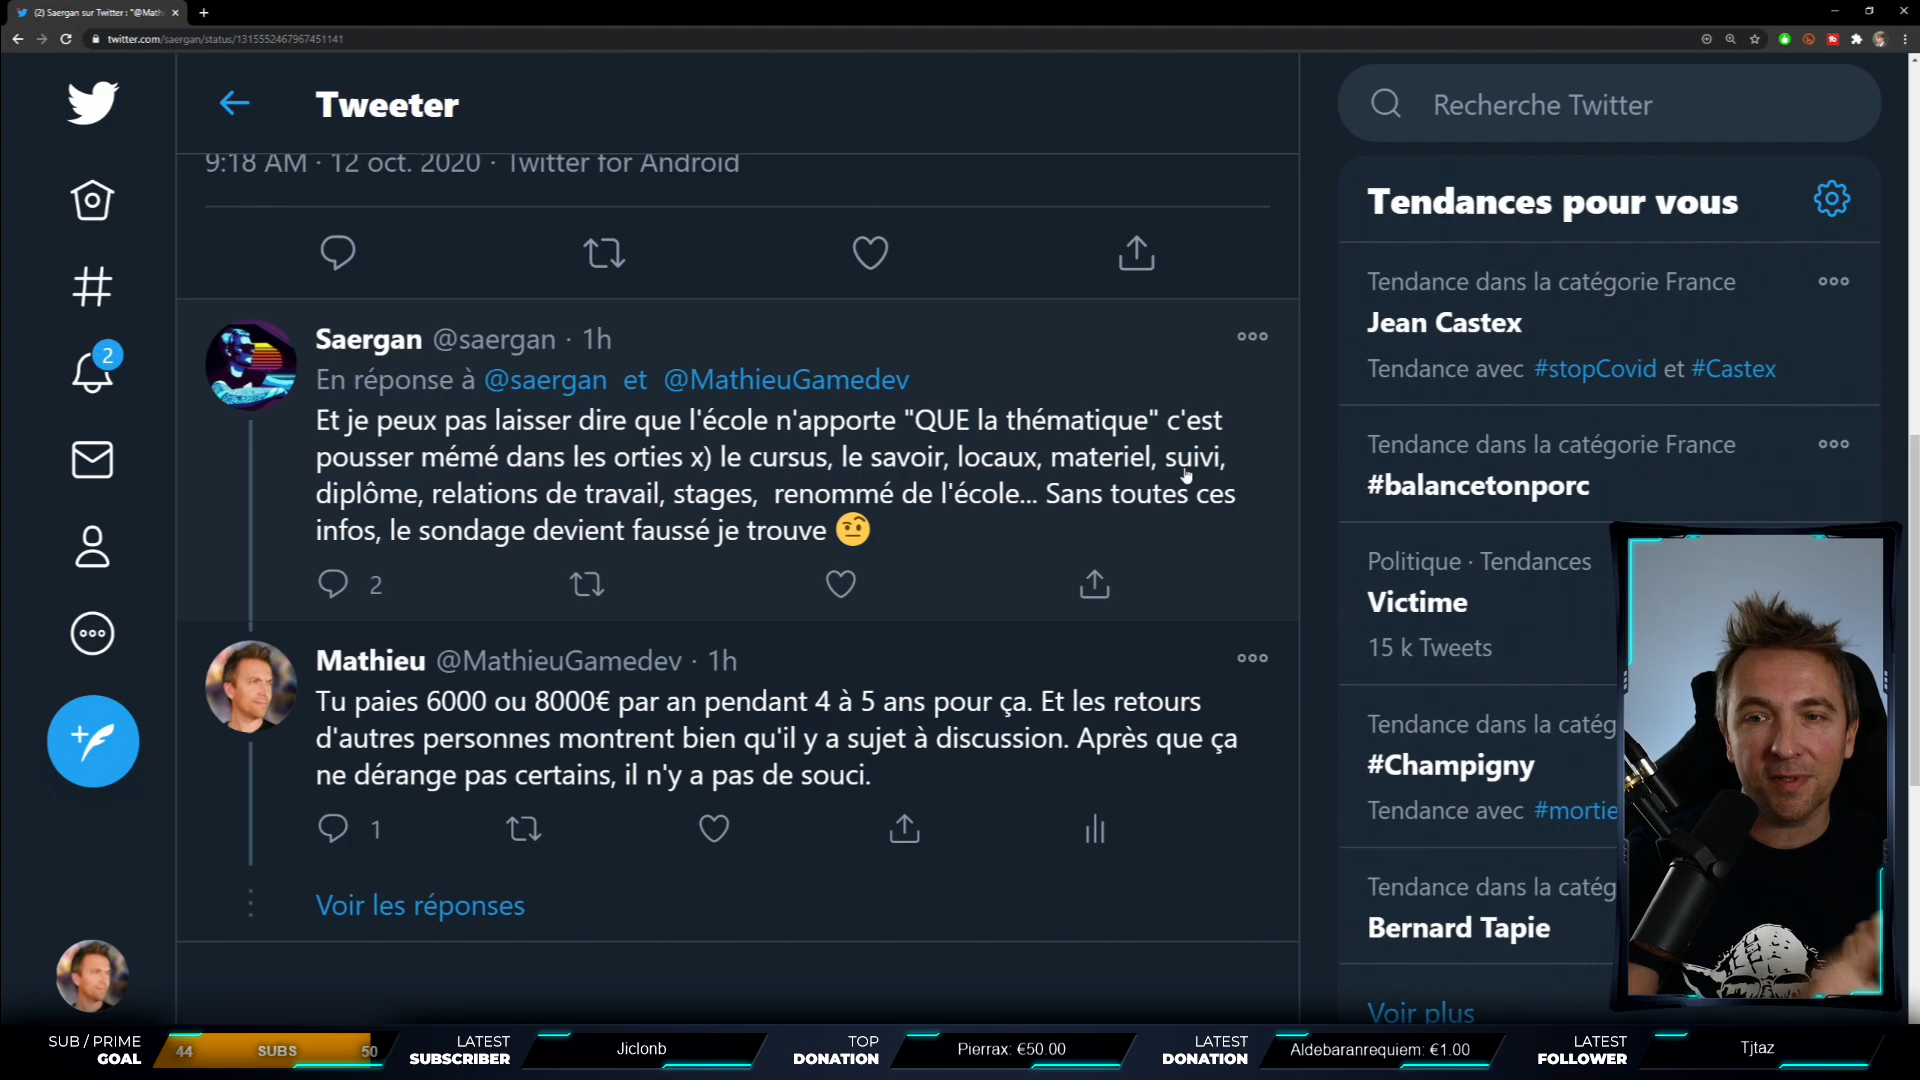 (2) Saergan sur Twitter : "@Math
twitter.com/saergan/status/1315552467967451141
Tweeter
Recherche Twitter
9:18 AM · 12 oct. 2020 · Twitter for Android
Saergan @saergan · 1h
En réponse à @saergan et @MathieuGamedev
Et je peux pas laisser dire que l'école n'apporte "QUE la thématique" c'est
pousser mémé dans les orties x) le cursus, le savoir, locaux, materiel, suivi,
diplôme, relations de travail, stages, renommé de l'école... Sans toutes ces
infos, le sondage devient faussé je trouve 🤨
2
Mathieu @MathieuGamedev · 1h
Tu paies 6000 ou 8000€ par an pendant 4 à 5 ans pour ça. Et les retours
d'autres personnes montrent bien qu'il y a sujet à discussion. Après que ça
ne dérange pas certains, il n'y a pas de souci.
1
Voir les réponses
2
Tendances pour vous
Tendance dans la catégorie France
Jean Castex
Tendance avec #stopCovid et #Castex
Tendance dans la catégorie France
#balancetonporc
Politique · Tendances
Victime
15 k Tweets
Tendance dans la catég
#Champigny
Tendance avec #mortie
Tendance dans la catég
Bernard Tapie
Voir plus
SUB / PRIME
GOAL
44 SUBS 50
LATEST
SUBSCRIBER
Jiclonb
TOP
DONATION
Pierrax: €50.00
LATEST
DONATION
Aldebaranrequiem: €1.00
LATEST
FOLLOWER
Tjtaz